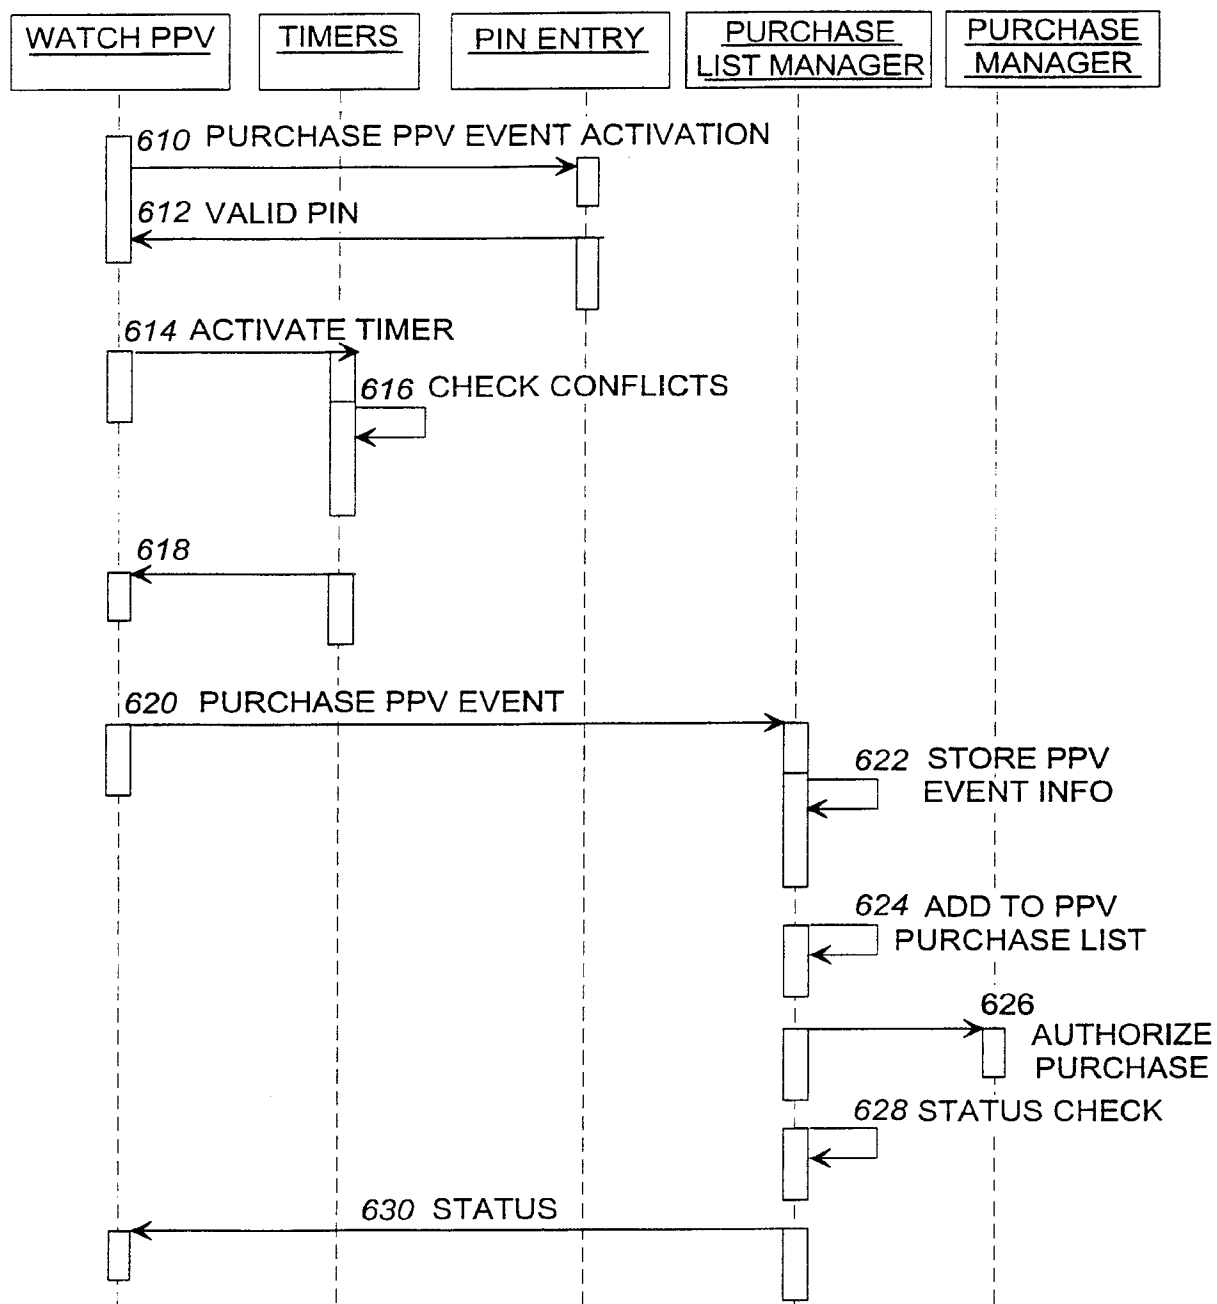 WATCH PPV
TIMERS
PIN ENTRY
PURCHASE
LIST MANAGER
PURCHASE
MANAGER
610 PURCHASE PPV EVENT ACTIVATION
612 VALID PIN
614 ACTIVATE TIMER
616 CHECK CONFLICTS
618
620 PURCHASE PPV EVENT
622 STORE PPV
EVENT INFO
624 ADD TO PPV
PURCHASE LIST
626
AUTHORIZE
PURCHASE
628 STATUS CHECK
630 STATUS